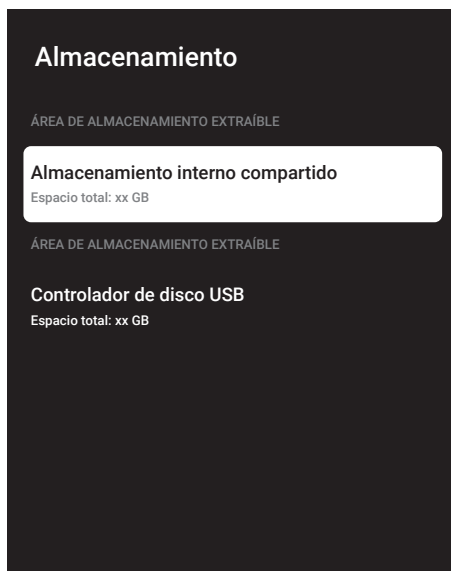 Almacenamiento
ÁREA DE ALMACENAMIENTO EXTRAÍBLE
Almacenamiento interno compartido
Espacio total: xx GB
ÁREA DE ALMACENAMIENTO EXTRAÍBLE
Controlador de disco USB
Espacio total: xx GB